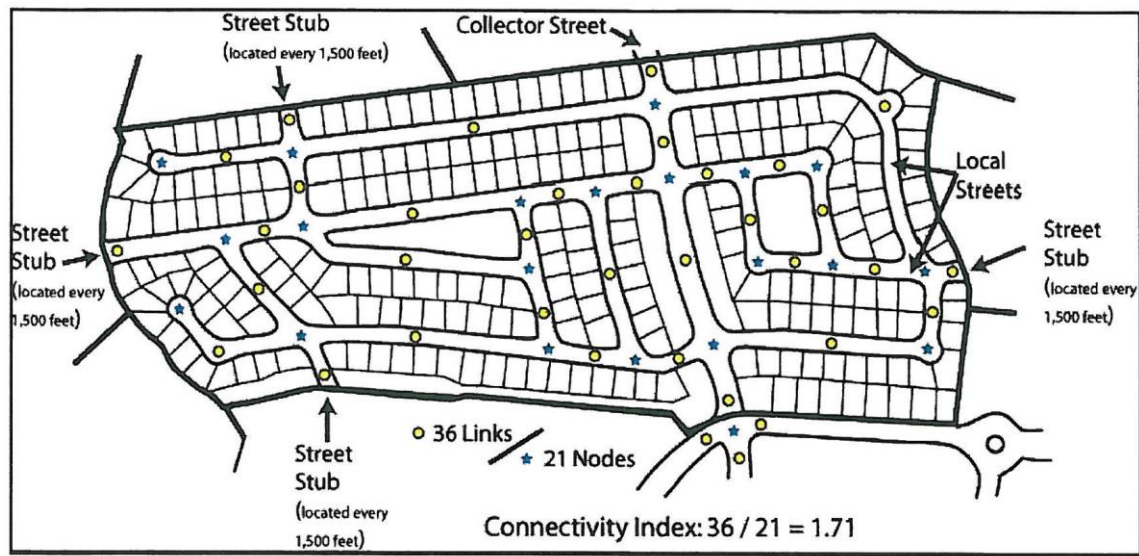 Street Stub
(located every 1,500 feet)
Collector Street
Local
Streets
Street
Stub
(located every
1,500 feet)
Street
Stub
(located every
1,500 feet)
Street
Stub
(located every
1,500 feet)
36 Links
21 Nodes
Connectivity Index: 36 / 21 = 1.71